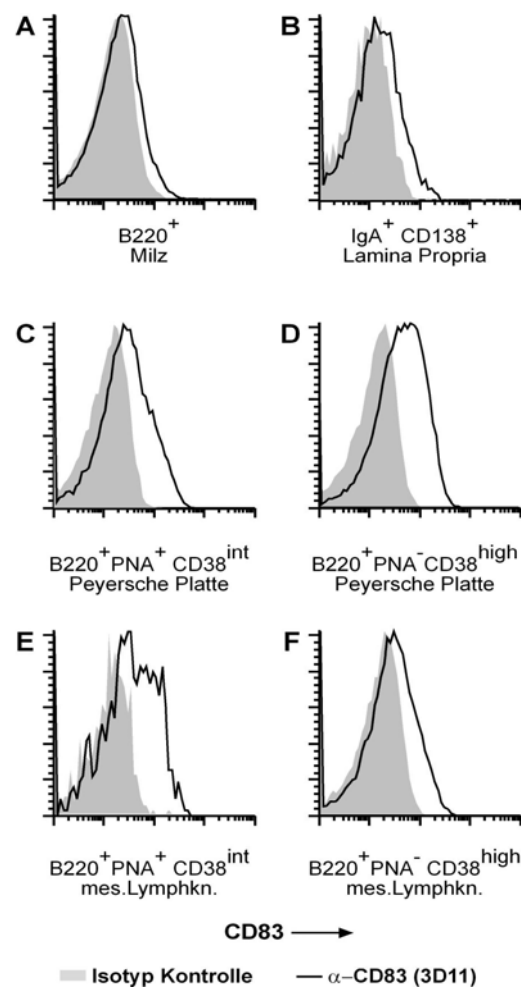 A
B220+
Milz
B
IgA+ CD138+
Lamina Propria
C
B220+PNA+ CD38int
Peyersche Platte
D
B220+PNA-CD38high
Peyersche Platte
E
B220+PNA+ CD38int
mes.Lymphkn.
F
B220+PNA- CD38high
mes.Lymphkn.
CD83
Isotyp Kontrolle
α-CD83 (3D11)